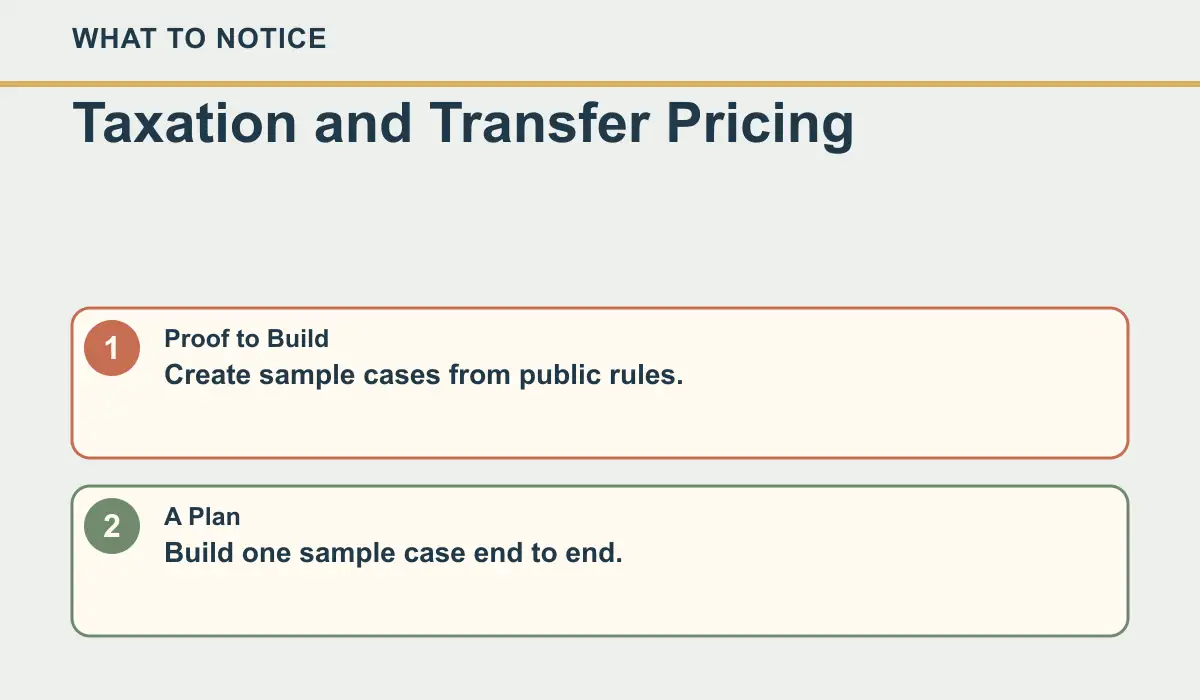 WHAT TO NOTICE
Taxation and Transfer Pricing
1
Proof to Build
Create sample cases from public rules.
2
A Plan
Build one sample case end to end.